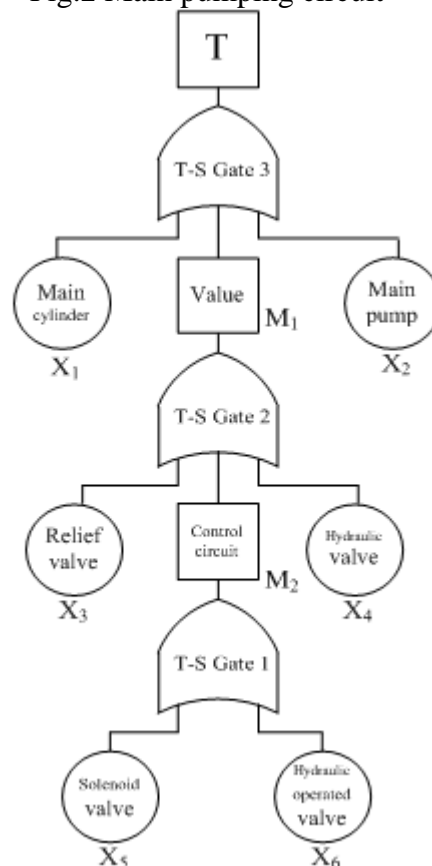 Fig.2 Main pumping circuit
T
T-S Gate 3
Main
cylinder
X1
Value
M1
Main
pump
X2
T-S Gate 2
Relief
valve
X3
Control
circuit
M2
Hydraulic
valve
X4
T-S Gate 1
Solenoid
valve
X5
Hydraulic
operated
valve
X6